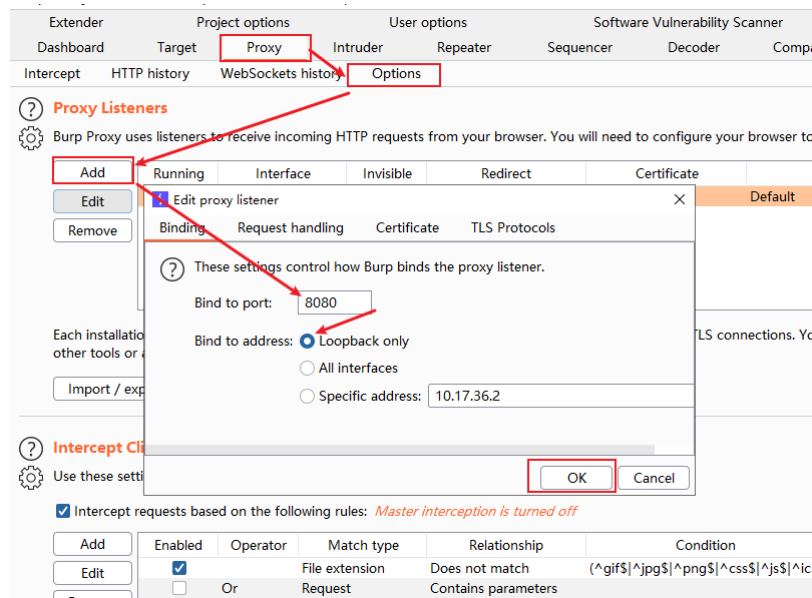 Extender Project options User options Software Vulnerability Scanner
Dashboard Target Proxy Intruder Repeater Sequencer Decoder
Intercept HTTP history WebSockets history Options
Proxy Listeners
Burp Proxy uses listeners to receive incoming HTTP requests from your browser. You will need to configure your browser to
Add Running Interface Invisible Redirect Certificate
Edit Edit proxy listener Default
Remove Binding Request handling Certificate TLS Protocols
These settings control how Burp binds the proxy listener.
Bind to port: 8080
Each TLS connections.
Bind to address: Loopback only
other tools or
All interfaces
Import /
Specific address: 10.17.36.2
Intercept
Use these
OK Cancel
Intercept requests based on the following rules: Master interception is turned off
Add Enabled Operator Match type Relationship Condition
Edit File extension Does not match (^gif$|^jpg$|^png$|^css$|^js$|^ic
Or Request Contains parameters